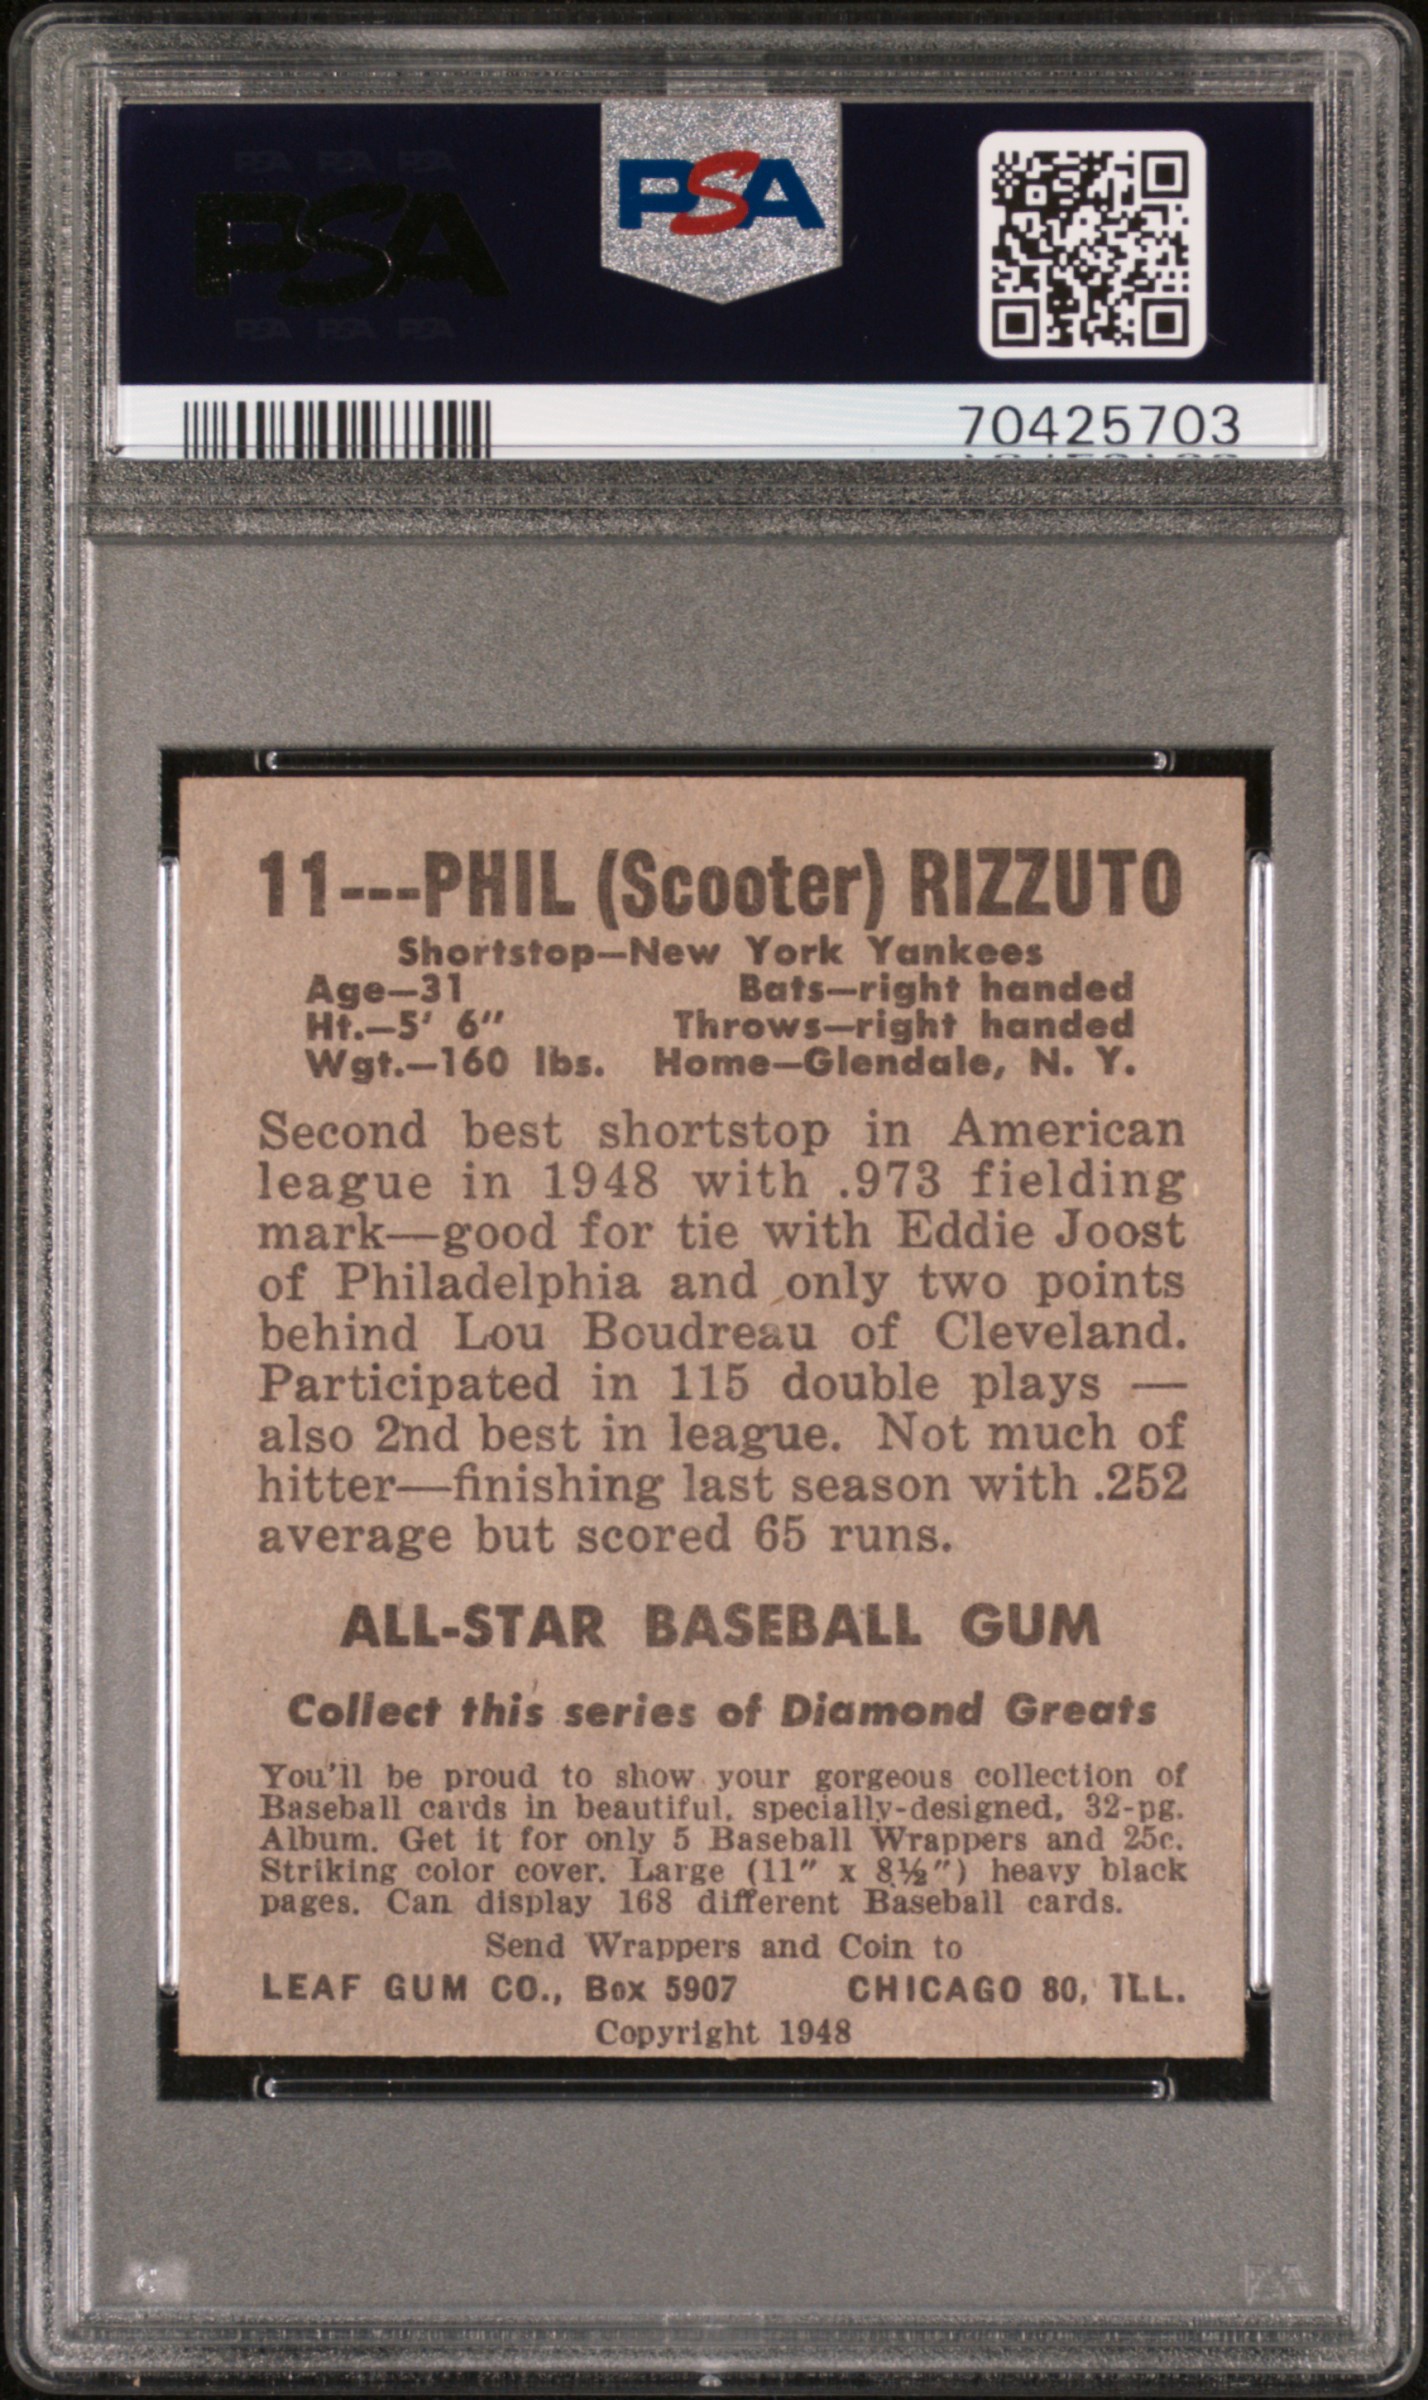 PSA PSA PSA
PSA
PSA PSA PSA
PSA
70425703
11---PHIL (Scooter) RIZZUTO
Shortstop—New York Yankees
Age—31 Bats—right handed
Ht.—5' 6" Throws—right handed
Wgt.—160 lbs. Home—Glendale, N. Y.
Second best shortstop in American
league in 1948 with .973 fielding
mark—good for tie with Eddie Joost
of Philadelphia and only two points
behind Lou Boudreau of Cleveland.
Participated in 115 double plays —
also 2nd best in league. Not much of
hitter—finishing last season with .252
average but scored 65 runs.
ALL-STAR BASEBALL GUM
Collect this series of Diamond Greats
You'll be proud to show your gorgeous collection of
Baseball cards in beautiful, specially-designed, 32-pg.
Album. Get it for only 5 Baseball Wrappers and 25c.
Striking color cover. Large (11" x 8½") heavy black
pages. Can display 168 different Baseball cards.
Send Wrappers and Coin to
LEAF GUM CO., Box 5907 CHICAGO 80, ILL.
Copyright 1948
PSA